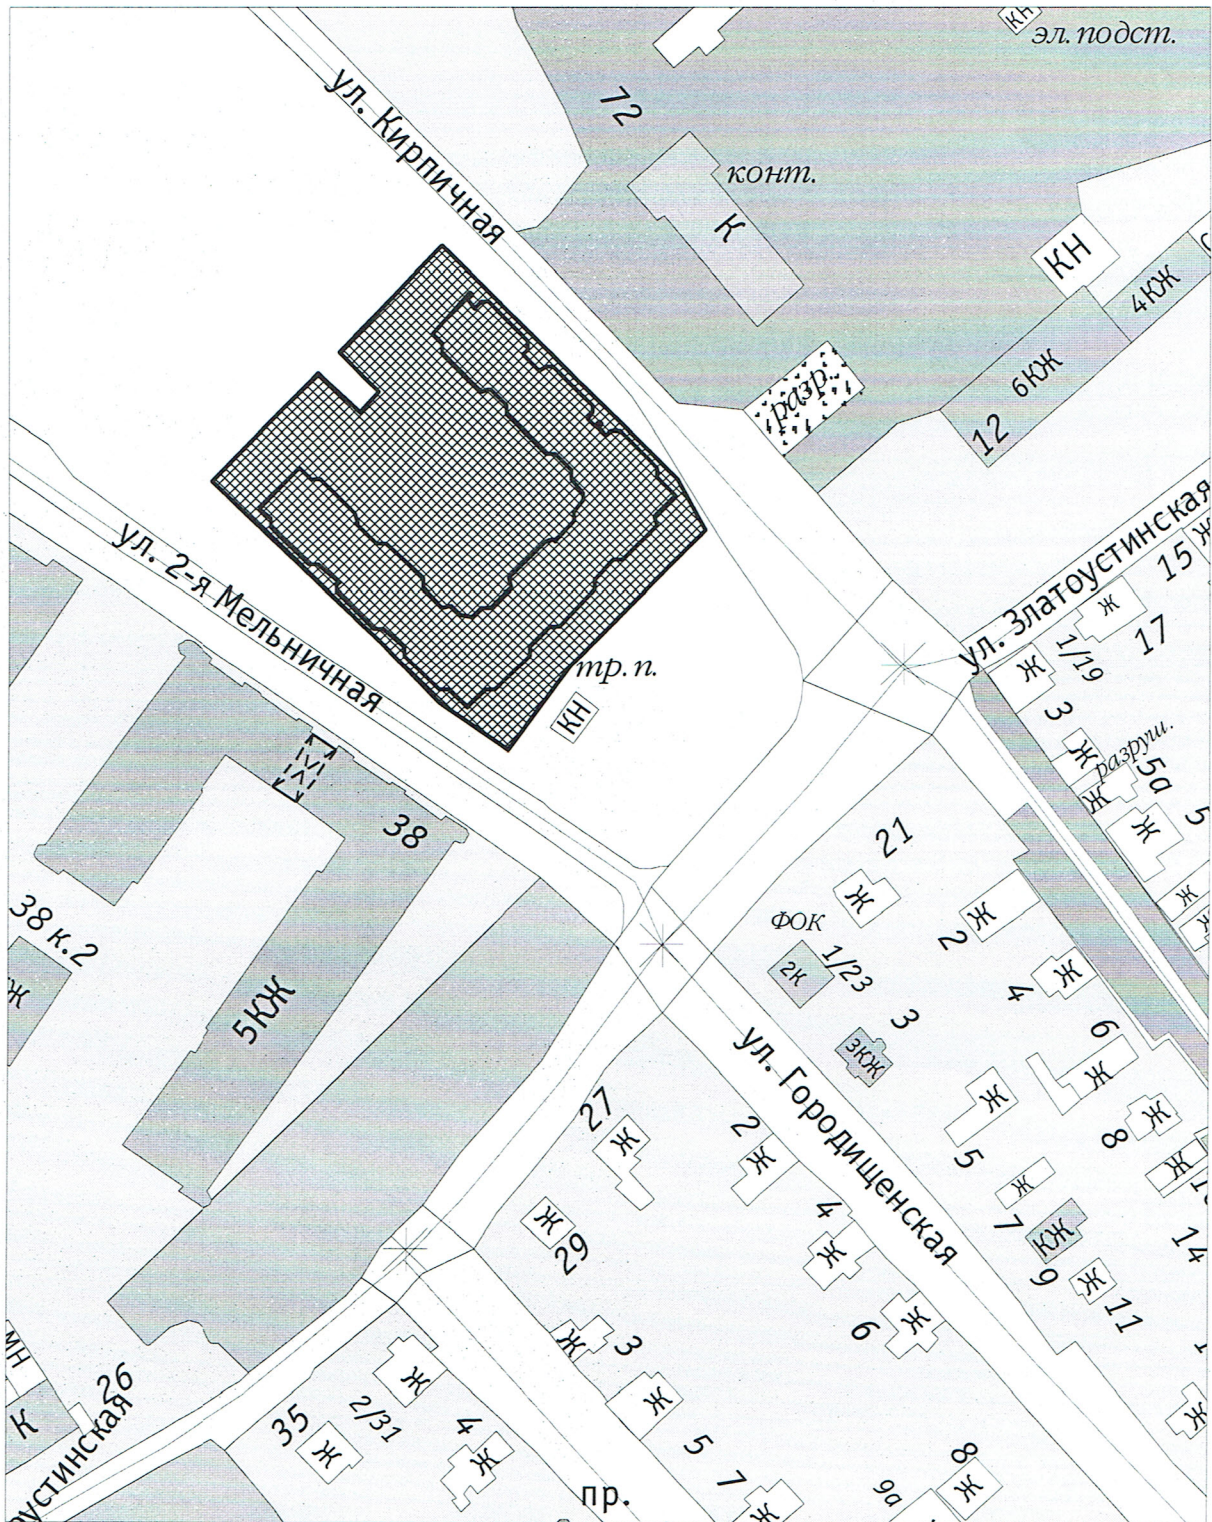 КН
эл. подст.
ул. Кирпичная
72
конт.
К
КН
4КЖ
6КЖ
12
разр.
ул. Златоустинская
15
Ж
Ж
17
1/19
Ж
3
Ж
разруш.
5а
Ж
Ж
5
Ж
Ж
ул. 2-я Мельничная
тр. п.
КН
38
38 к.2
Ж
5КЖ
21
Ж
ФОК
1/23
2К
3
3КЖ
2
Ж
4
Ж
6
Ж
8
Ж
Ж
14
5
Ж
7
Ж
КЖ
9
Ж
11
ул. Городищенская
27
Ж
2
Ж
4
Ж
6
Ж
29
Ж
3
Ж
5
Ж
7
Ж
8
Ж
9а
Ж
МН
К
26
устинская
35
Ж
2/31
Ж
4
Ж
пр.